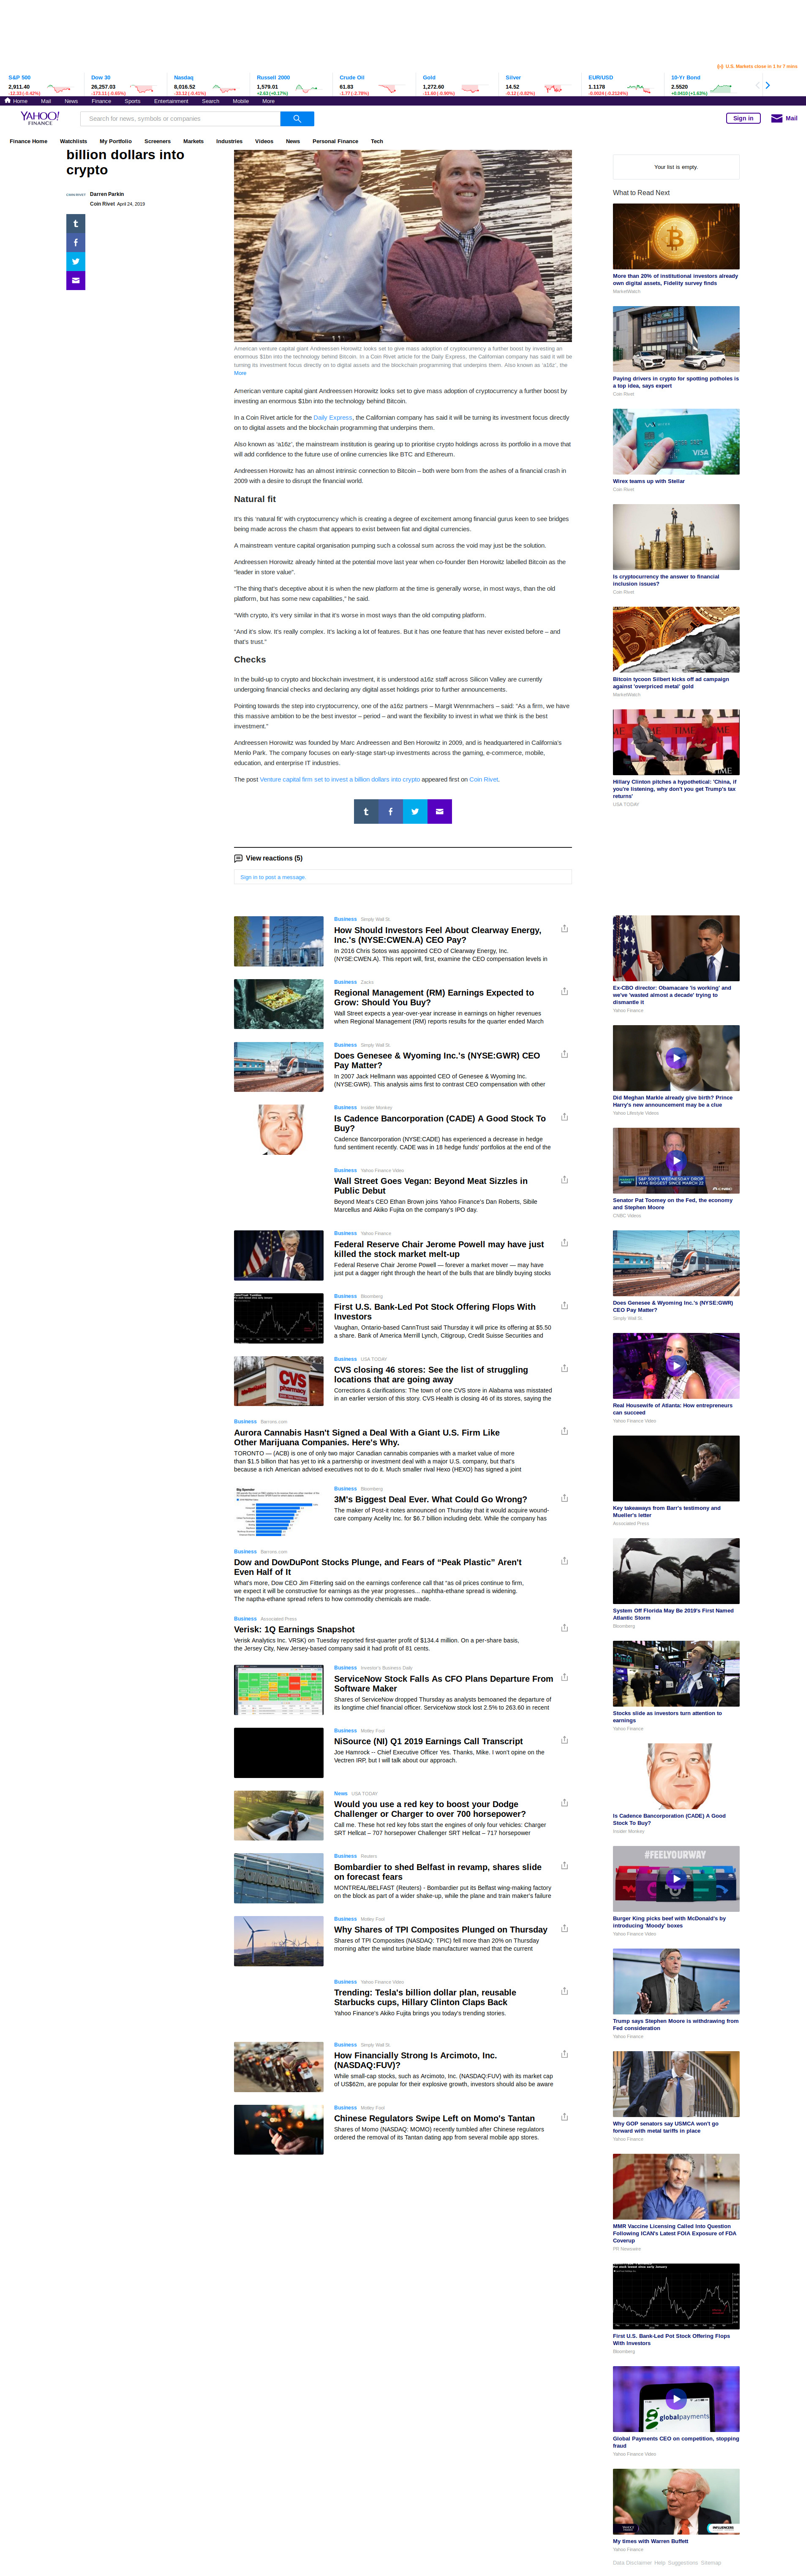 U.S. Markets close in 1 hr 7 mins
S&P 500
2,911.40
-12.33 (-0.42%)
Dow 30
26,257.03
-173.11 (-0.65%)
Nasdaq
8,016.52
-33.12 (-0.41%)
Russell 2000
1,579.01
+2.63 (+0.17%)
Crude Oil
61.83
-1.77 (-2.78%)
Gold
1,272.60
-11.60 (-0.90%)
Silver
14.52
-0.12 (-0.82%)
EUR/USD
1.1178
-0.0024 (-0.2124%)
10-Yr Bond
2.5520
+0.0410 (+1.63%)
Home Mail News Finance Sports Entertainment Search Mobile More
YAHOO!
FINANCE
Search for news, symbols or companies
Sign in
Mail
Finance Home Watchlists My Portfolio Screeners Markets Industries Videos News Personal Finance Tech
billion dollars into
crypto
COIN RIVET
Darren Parkin
Coin Rivet April 24, 2019
American venture capital giant Andreessen Horowitz looks set to give mass adoption of cryptocurrency a further boost by investing an
enormous $1bn into the technology behind Bitcoin. In a Coin Rivet article for the Daily Express, the Californian company has said it will be
turning its investment focus directly on to digital assets and the blockchain programming that underpins them. Also known as 'a16z', the
More
American venture capital giant Andreessen Horowitz looks set to give mass adoption of cryptocurrency a further boost by
investing an enormous $1bn into the technology behind Bitcoin.
In a Coin Rivet article for the Daily Express, the Californian company has said it will be turning its investment focus directly
on to digital assets and the blockchain programming that underpins them.
Also known as 'a16z', the mainstream institution is gearing up to prioritise crypto holdings across its portfolio in a move that
will add confidence to the future use of online currencies like BTC and Ethereum.
Andreessen Horowitz has an almost intrinsic connection to Bitcoin – both were born from the ashes of a financial crash in
2009 with a desire to disrupt the financial world.
Natural fit
It's this 'natural fit' with cryptocurrency which is creating a degree of excitement among financial gurus keen to see bridges
being made across the chasm that appears to exist between fiat and digital currencies.
A mainstream venture capital organisation pumping such a colossal sum across the void may just be the solution.
Andreessen Horowitz already hinted at the potential move last year when co-founder Ben Horowitz labelled Bitcoin as the
"leader in store value".
"The thing that's deceptive about it is when the new platform at the time is generally worse, in most ways, than the old
platform, but has some new capabilities," he said.
"With crypto, it's very similar in that it's worse in most ways than the old computing platform.
"And it's slow. It's really complex. It's lacking a lot of features. But it has one feature that has never existed before – and
that's trust."
Checks
In the build-up to crypto and blockchain investment, it is understood a16z staff across Silicon Valley are currently
undergoing financial checks and declaring any digital asset holdings prior to further announcements.
Pointing towards the step into cryptocurrency, one of the a16z partners – Margit Wennmachers – said: "As a firm, we have
this massive ambition to be the best investor – period – and want the flexibility to invest in what we think is the best
investment."
Andreessen Horowitz was founded by Marc Andreessen and Ben Horowitz in 2009, and is headquartered in California's
Menlo Park. The company focuses on early-stage start-up investments across the gaming, e-commerce, mobile,
education, and enterprise IT industries.
The post Venture capital firm set to invest a billion dollars into crypto appeared first on Coin Rivet.
View reactions (5)
Sign in to post a message.
Business Simply Wall St.
How Should Investors Feel About Clearway Energy,
Inc.'s (NYSE:CWEN.A) CEO Pay?
In 2016 Chris Sotos was appointed CEO of Clearway Energy, Inc.
(NYSE:CWEN.A). This report will, first, examine the CEO compensation levels in
Business Zacks
Regional Management (RM) Earnings Expected to
Grow: Should You Buy?
Wall Street expects a year-over-year increase in earnings on higher revenues
when Regional Management (RM) reports results for the quarter ended March
Business Simply Wall St.
Does Genesee & Wyoming Inc.'s (NYSE:GWR) CEO
Pay Matter?
In 2007 Jack Hellmann was appointed CEO of Genesee & Wyoming Inc.
(NYSE:GWR). This analysis aims first to contrast CEO compensation with other
Business Insider Monkey
Is Cadence Bancorporation (CADE) A Good Stock To
Buy?
Cadence Bancorporation (NYSE:CADE) has experienced a decrease in hedge
fund sentiment recently. CADE was in 18 hedge funds' portfolios at the end of the
Business Yahoo Finance Video
Wall Street Goes Vegan: Beyond Meat Sizzles in
Public Debut
Beyond Meat's CEO Ethan Brown joins Yahoo Finance's Dan Roberts, Sibile
Marcellus and Akiko Fujita on the company's IPO day.
Business Yahoo Finance
Federal Reserve Chair Jerome Powell may have just
killed the stock market melt-up
Federal Reserve Chair Jerome Powell — forever a market mover — may have
just put a dagger right through the heart of the bulls that are blindly buying stocks
Business Bloomberg
First U.S. Bank-Led Pot Stock Offering Flops With
Investors
Vaughan, Ontario-based CannTrust said Thursday it will price its offering at $5.50
a share. Bank of America Merrill Lynch, Citigroup, Credit Suisse Securities and
Business USA TODAY
CVS closing 46 stores: See the list of struggling
locations that are going away
Corrections & clarifications: The town of one CVS store in Alabama was misstated
in an earlier version of this story. CVS Health is closing 46 of its stores, saying the
CVS
pharmacy
Business Barrons.com
Aurora Cannabis Hasn't Signed a Deal With a Giant U.S. Firm Like
Other Marijuana Companies. Here's Why.
TORONTO — (ACB) is one of only two major Canadian cannabis companies with a market value of more
than $1.5 billion that has yet to ink a partnership or investment deal with a major U.S. company, but that's
because a rich American advised executives not to do it. Much smaller rival Hexo (HEXO) has signed a joint
Business Bloomberg
3M's Biggest Deal Ever. What Could Go Wrong?
The maker of Post-it notes announced on Thursday that it would acquire wound-
care company Acelity Inc. for $6.7 billion including debt. While the company has
Business Barrons.com
Dow and DowDuPont Stocks Plunge, and Fears of "Peak Plastic" Aren't
Even Half of It
What's more, Dow CEO Jim Fitterling said on the earnings conference call that "as oil prices continue to firm,
we expect it will be constructive for earnings as the year progresses... naphtha-ethane spread is widening.
The naptha-ethane spread refers to how commodity chemicals are made.
Business Associated Press
Verisk: 1Q Earnings Snapshot
Verisk Analytics Inc. VRSK) on Tuesday reported first-quarter profit of $134.4 million. On a per-share basis,
the Jersey City, New Jersey-based company said it had profit of 81 cents.
Business Investor's Business Daily
ServiceNow Stock Falls As CFO Plans Departure From
Software Maker
Shares of ServiceNow dropped Thursday as analysts bemoaned the departure of
its longtime chief financial officer. ServiceNow stock lost 2.5% to 263.60 in recent
Business Motley Fool
NiSource (NI) Q1 2019 Earnings Call Transcript
Joe Hamrock -- Chief Executive Officer Yes. Thanks, Mike. I won't opine on the
Vectren IRP, but I will talk about our approach.
News USA TODAY
Would you use a red key to boost your Dodge
Challenger or Charger to over 700 horsepower?
Call me. These hot red key fobs start the engines of only four vehicles: Charger
SRT Hellcat – 707 horsepower Challenger SRT Hellcat – 717 horsepower
Business Reuters
Bombardier to shed Belfast in revamp, shares slide
on forecast fears
MONTREAL/BELFAST (Reuters) - Bombardier put its Belfast wing-making factory
on the block as part of a wider shake-up, while the plane and train maker's failure
Business Motley Fool
Why Shares of TPI Composites Plunged on Thursday
Shares of TPI Composites (NASDAQ: TPIC) fell more than 20% on Thursday
morning after the wind turbine blade manufacturer warned that the current
Business Yahoo Finance Video
Trending: Tesla's billion dollar plan, reusable
Starbucks cups, Hillary Clinton Claps Back
Yahoo Finance's Akiko Fujita brings you today's trending stories.
Business Simply Wall St.
How Financially Strong Is Arcimoto, Inc.
(NASDAQ:FUV)?
While small-cap stocks, such as Arcimoto, Inc. (NASDAQ:FUV) with its market cap
of US$62m, are popular for their explosive growth, investors should also be aware
Business Motley Fool
Chinese Regulators Swipe Left on Momo's Tantan
Shares of Momo (NASDAQ: MOMO) recently tumbled after Chinese regulators
ordered the removal of its Tantan dating app from several mobile app stores.
Your list is empty.
What to Read Next
More than 20% of institutional investors already
own digital assets, Fidelity survey finds
MarketWatch
Paying drivers in crypto for spotting potholes is
a top idea, says expert
Coin Rivet
VISA
Wirex teams up with Stellar
Coin Rivet
Is cryptocurrency the answer to financial
inclusion issues?
Coin Rivet
Bitcoin tycoon Silbert kicks off ad campaign
against 'overpriced metal' gold
MarketWatch
TIME
Hillary Clinton pitches a hypothetical: 'China, if
you're listening, why don't you get Trump's tax
returns'
USA TODAY
Ex-CBO director: Obamacare 'is working' and
we've 'wasted almost a decade' trying to
dismantle it
Yahoo Finance
Did Meghan Markle already give birth? Prince
Harry's new announcement may be a clue
Yahoo Lifestyle Videos
S&P 500'S WEDNESDAY DROP
WAS BIGGEST SINCE MARCH 22
CNBC
Senator Pat Toomey on the Fed, the economy
and Stephen Moore
CNBC Videos
Does Genesee & Wyoming Inc.'s (NYSE:GWR)
CEO Pay Matter?
Simply Wall St.
Real Housewife of Atlanta: How entrepreneurs
can succeed
Yahoo Finance Video
Key takeaways from Barr's testimony and
Mueller's letter
Associated Press
System Off Florida May Be 2019's First Named
Atlantic Storm
Bloomberg
Stocks slide as investors turn attention to
earnings
Yahoo Finance
Is Cadence Bancorporation (CADE) A Good
Stock To Buy?
Insider Monkey
#FEELYOURWAY
Burger King picks beef with McDonald's by
introducing 'Moody' boxes
Yahoo Finance Video
Trump says Stephen Moore is withdrawing from
Fed consideration
Yahoo Finance
Why GOP senators say USMCA won't go
forward with metal tariffs in place
Yahoo Finance
MMR Vaccine Licensing Called Into Question
Following ICAN's Latest FOIA Exposure of FDA
Coverup
PR Newswire
First U.S. Bank-Led Pot Stock Offering Flops
With Investors
Bloomberg
globalpayments
Global Payments CEO on competition, stopping
fraud
Yahoo Finance Video
INFLUENCERS
My times with Warren Buffett
Yahoo Finance
Data Disclaimer Help Suggestions Sitemap